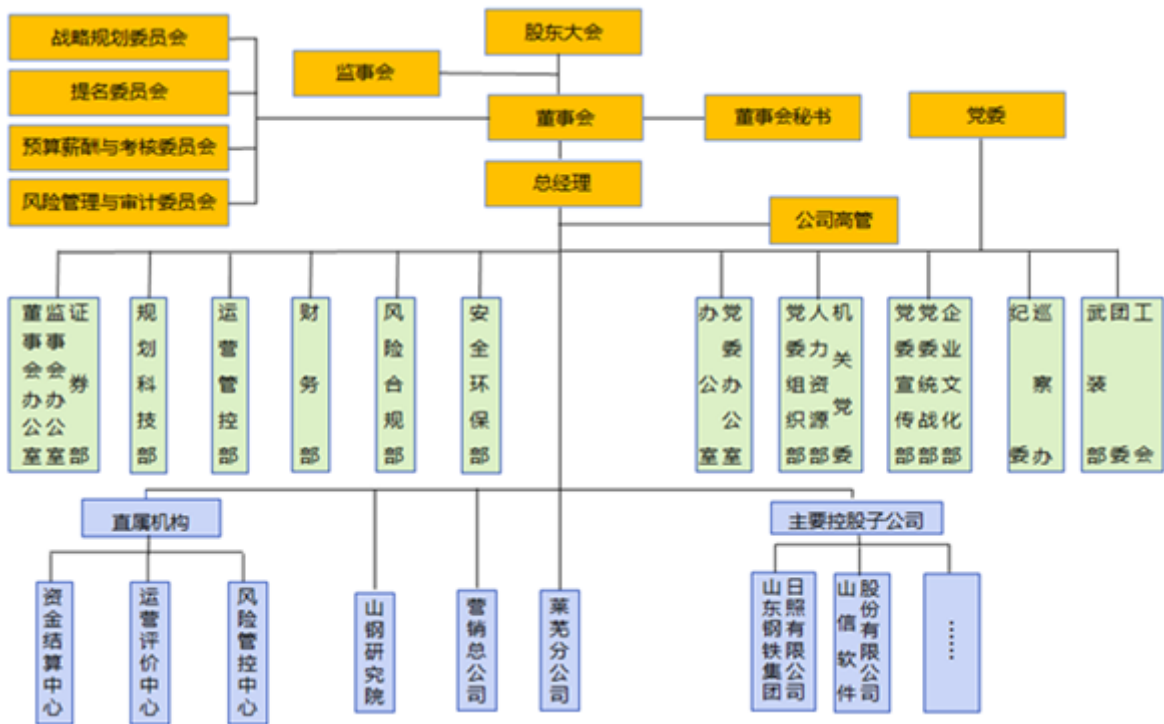 战略规划委员会
股东大会
监事会
提名委员会
董事会
董事会秘书
党委
预算薪酬与考核委员会
总经理
风险管理与审计委员会
公司高管
董事会办公室
监事会办公室
证券部
规划科技部
运营管控部
财务部
风险合规部
安全环保部
办公室
党委办公室
党委组织部
人力资源部
机关党委
党委宣传部
党委统战部
企业文化部
纪委
巡察办
武装部
团委
工会
直属机构
主要控股子公司
资金结算中心
运营评价中心
风险管控中心
山钢研究院
营销总公司
莱芜分公司
山东钢铁集团
日照有限公司
山信软件
股份有限公司
……